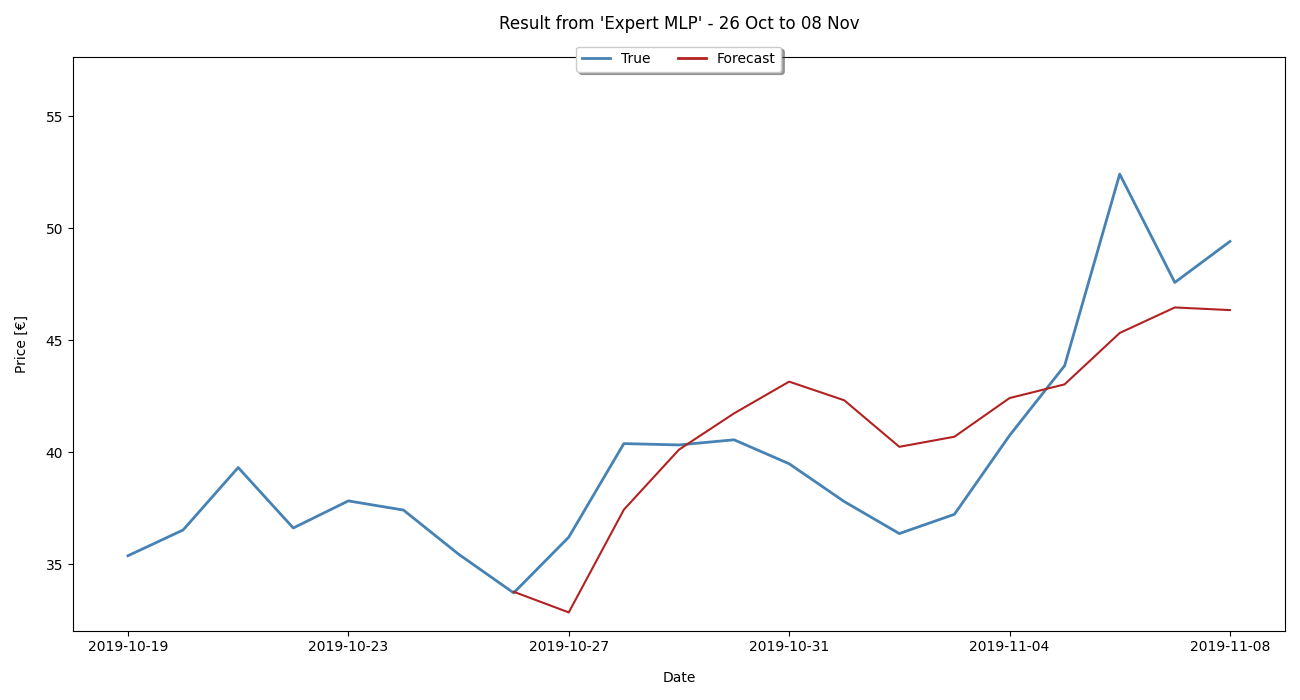 Result from 'Expert MLP' - 26 Oct to 08 Nov
True Forecast
55
50
45
40
35
Price [€]
2019-10-19 2019-10-23 2019-10-27 2019-10-31 2019-11-04 2019-11-08
Date